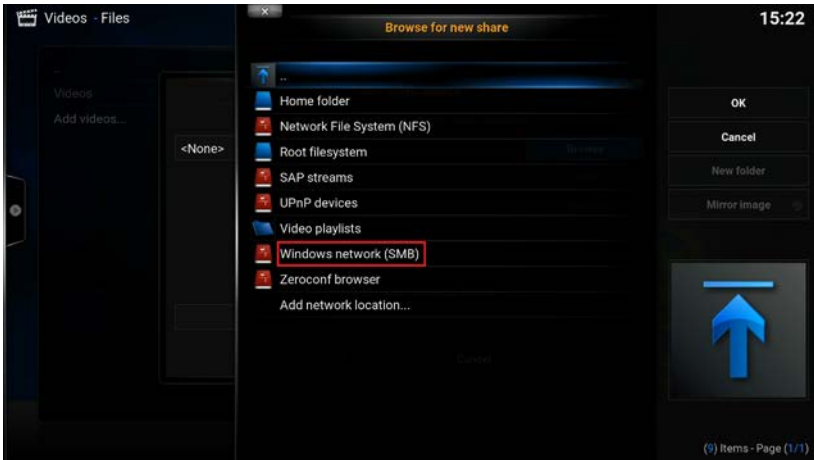 Videos - Files
15:22
Browse for new share
..
Home folder
Network File System (NFS)
Root filesystem
SAP streams
UPnP devices
Video playlists
Windows network (SMB)
Zeroconf browser
Add network location...
..
Videos
Add videos...
<None>
Browse
Cancel
OK
Cancel
New folder
Mirror image
(9) Items - Page (1/1)